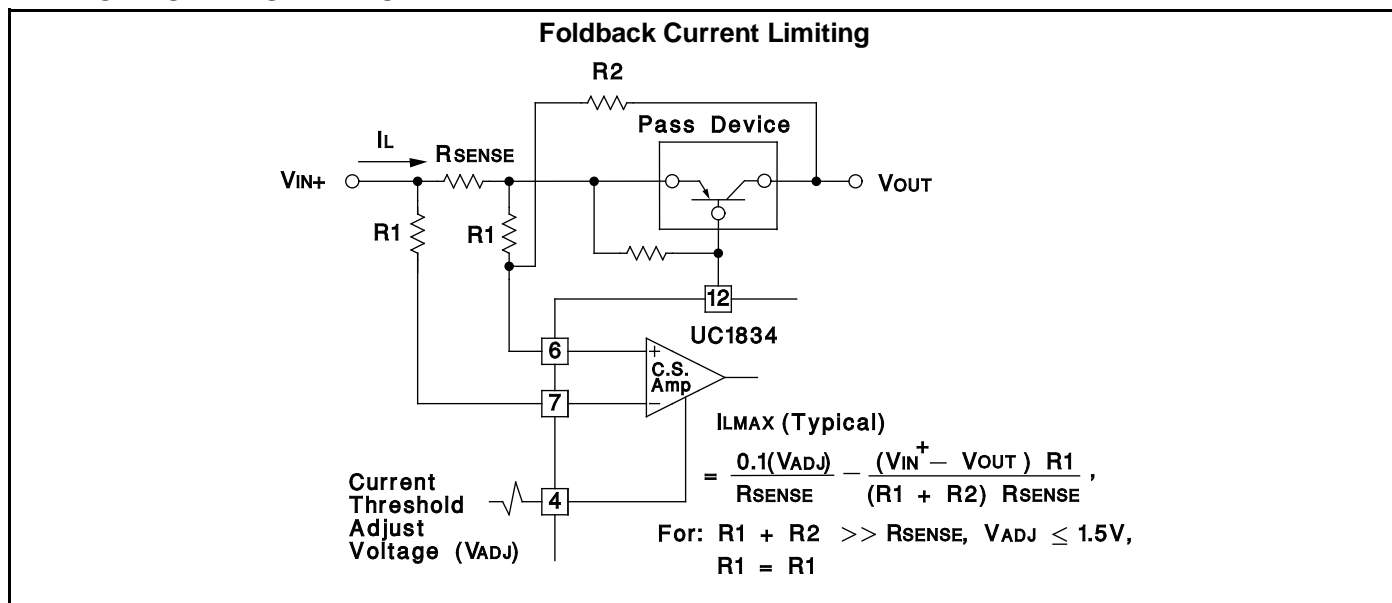 Foldback Current Limiting
R2
Pass Device
IL
RSENSE
VIN+
VOUT
R1
R1
12
UC1834
6
+
C.S.
Amp
7
−
ILMAX (Typical)
= 0.1(VADJ) / RSENSE − (VIN+ − VOUT) R1 / (R1 + R2) RSENSE ,
Current
Threshold
Adjust
Voltage (VADJ)
4
For: R1 + R2 >> RSENSE, VADJ ≤ 1.5V,
R1 = R1